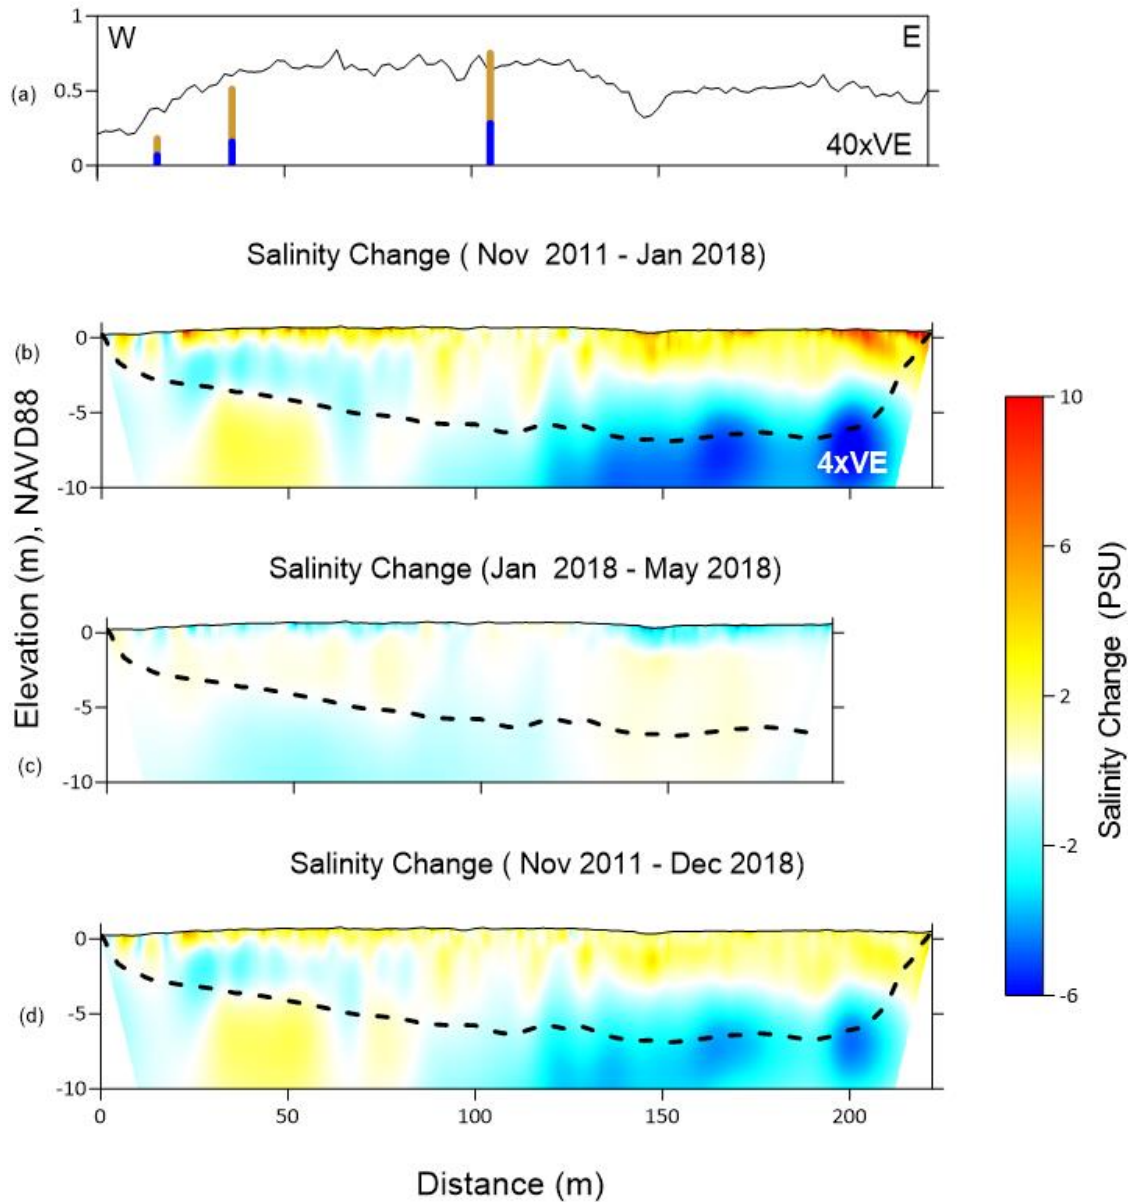 1
W
E
(a)
0.5
40xVE
0
Salinity Change ( Nov  2011 - Jan 2018)
0
(b)
-5
4xVE
-10
Salinity Change (Jan  2018 - May 2018)
0
-5
(c)
-10
Salinity Change ( Nov 2011 - Dec 2018)
0
-5
(d)
-10
0
50
100
150
200
Distance (m)
Elevation (m), NAVD88
10
6
2
-2
-6
Salinity Change (PSU)